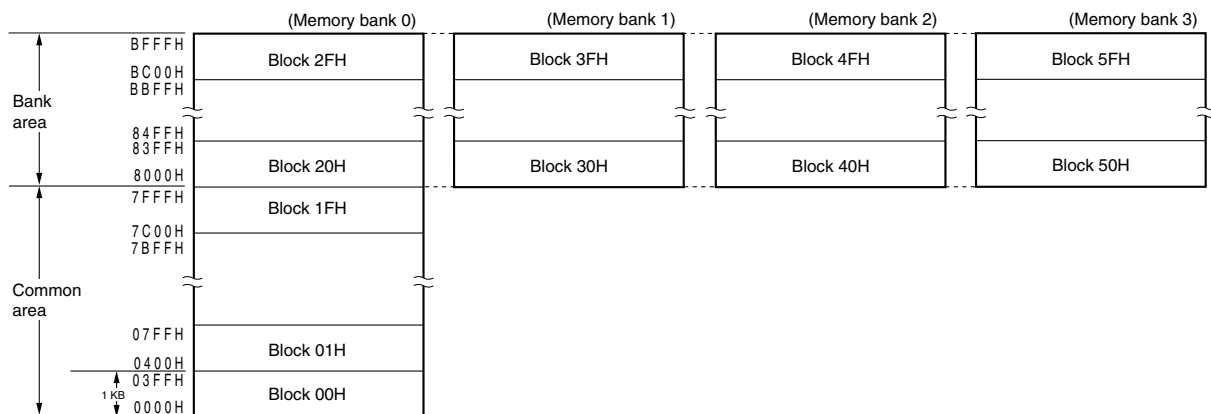 (Memory bank 0) (Memory bank 1) (Memory bank 2) (Memory bank 3)
BFFFH
Block 2FH Block 3FH Block 4FH Block 5FH
BC00H
BBFFH
Bank
area
84FFH
83FFH
Block 20H Block 30H Block 40H Block 50H
8000H
7FFFH
Block 1FH
7C00H
7BFFH
Common
area
07FFH
Block 01H
0400H
03FFH
1 KB
Block 00H
0000H